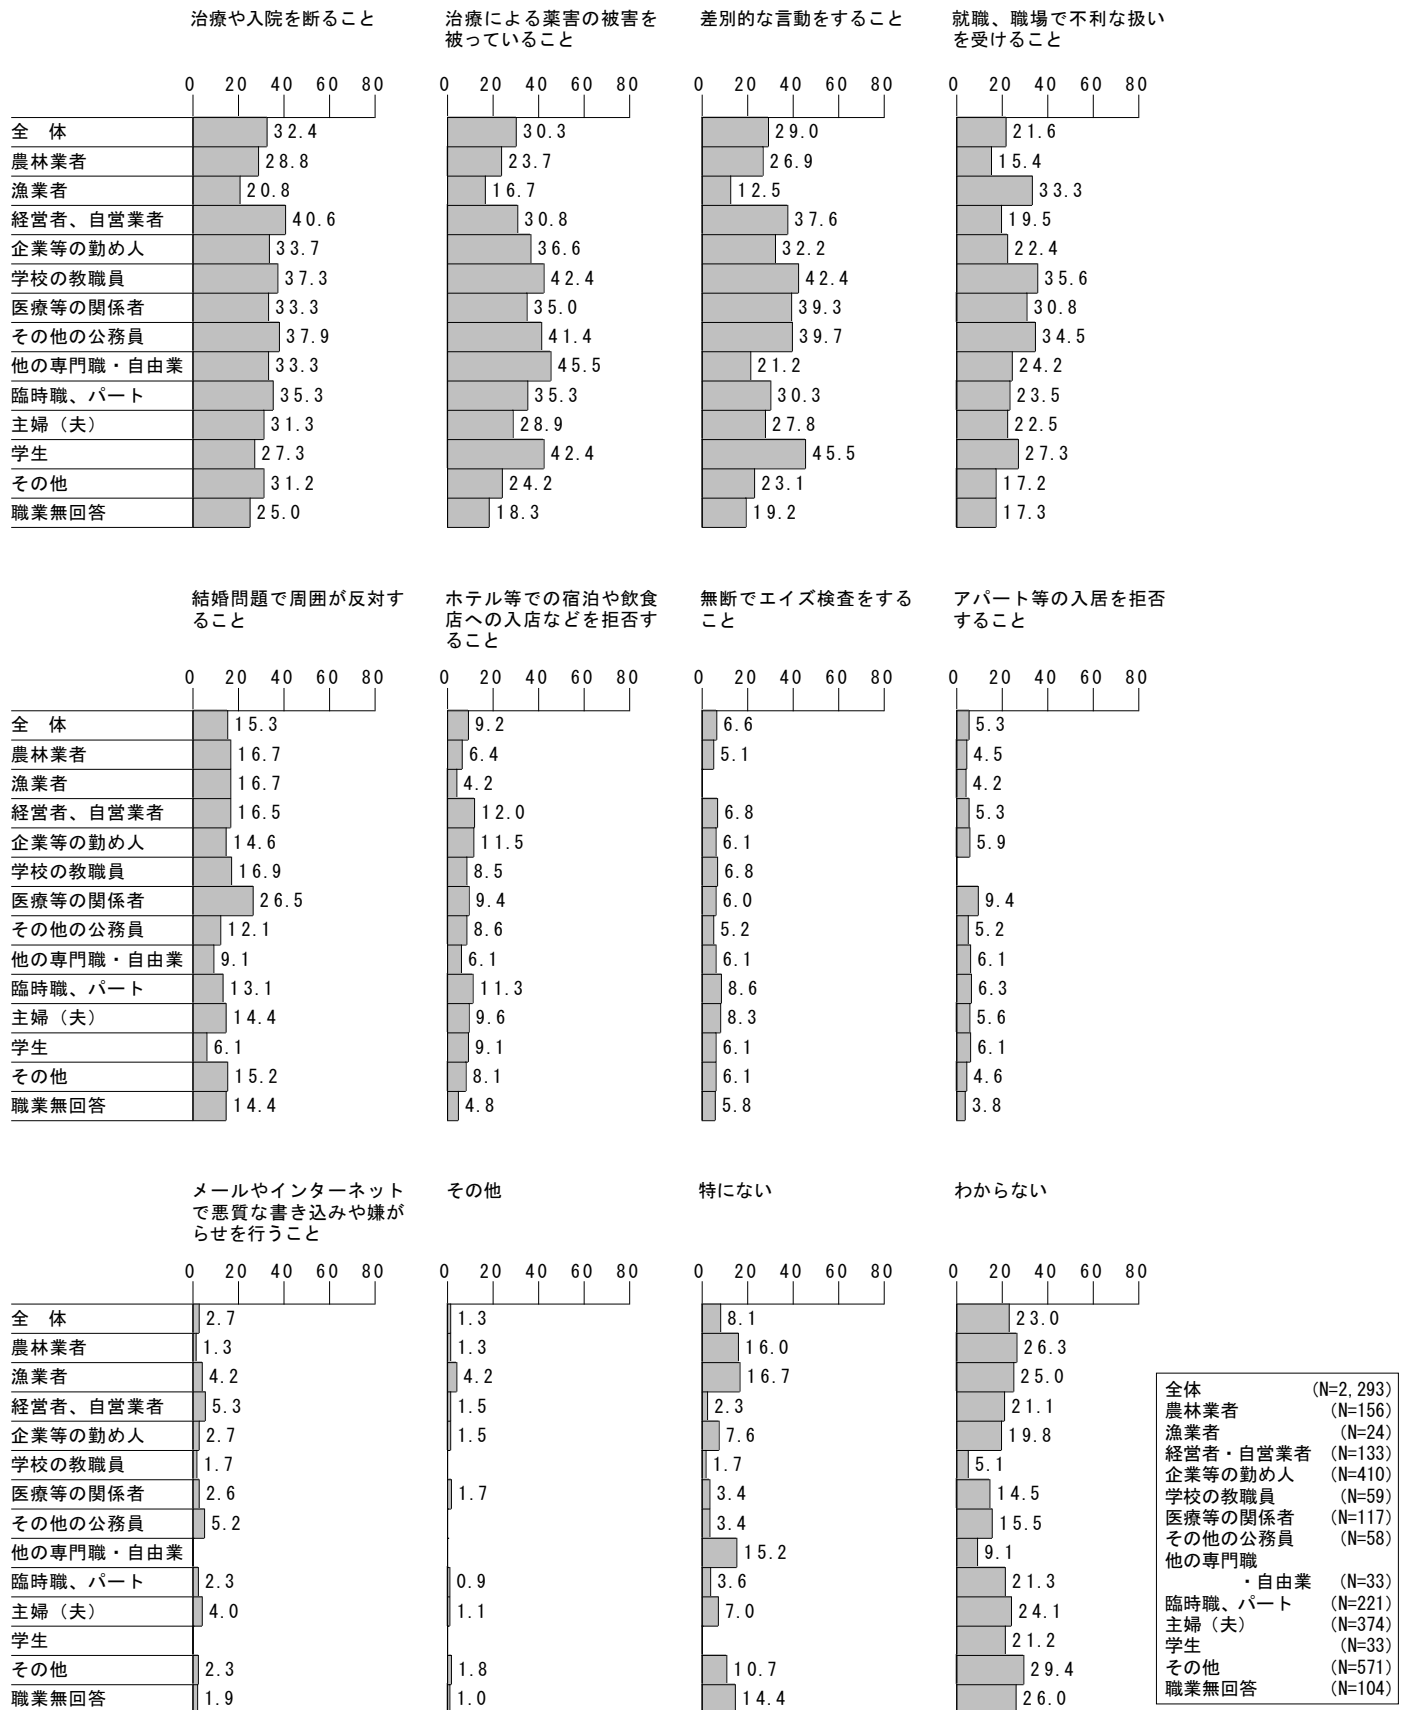 治療や入院を断ること 治療による薬害の被害を 差別的な言動をすること 就職、職場で不利な扱い
被っていること を受けること
0 20 40 60 80 0 20 40 60 80 0 20 40 60 80 0 20 40 60 80
全 体 32.4 30.3 29.0 21.6
農林業者 28.8 23.7 26.9 15.4
漁業者 20.8 16.7 12.5 33.3
経営者、自営業者 40.6 30.8 37.6 19.5
企業等の勤め人 33.7 36.6 32.2 22.4
学校の教職員 37.3 42.4 42.4 35.6
医療等の関係者 33.3 35.0 39.3 30.8
その他の公務員 37.9 41.4 39.7 34.5
他の専門職・自由業 33.3 45.5 21.2 24.2
臨時職、パート 35.3 35.3 30.3 23.5
主婦（夫） 31.3 28.9 27.8 22.5
学生 27.3 42.4 45.5 27.3
その他 31.2 24.2 23.1 17.2
職業無回答 25.0 18.3 19.2 17.3
結婚問題で周囲が反対す ホテル等での宿泊や飲食 無断でエイズ検査をする アパート等の入居を拒否
ること 店への入店などを拒否す こと すること
ること
0 20 40 60 80 0 20 40 60 80 0 20 40 60 80 0 20 40 60 80
全 体 15.3 9.2 6.6 5.3
農林業者 16.7 6.4 5.1 4.5
漁業者 16.7 4.2 4.2
経営者、自営業者 16.5 12.0 6.8 5.3
企業等の勤め人 14.6 11.5 6.1 5.9
学校の教職員 16.9 8.5 6.8
医療等の関係者 26.5 9.4 6.0 9.4
その他の公務員 12.1 8.6 5.2 5.2
他の専門職・自由業 9.1 6.1 6.1 6.1
臨時職、パート 13.1 11.3 8.6 6.3
主婦（夫） 14.4 9.6 8.3 5.6
学生 6.1 9.1 6.1 6.1
その他 15.2 8.1 6.1 4.6
職業無回答 14.4 4.8 5.8 3.8
メールやインターネット その他 特にない わからない
で悪質な書き込みや嫌が
らせを行うこと
0 20 40 60 80 0 20 40 60 80 0 20 40 60 80 0 20 40 60 80
全 体 2.7 1.3 8.1 23.0
農林業者 1.3 1.3 16.0 26.3
漁業者 4.2 4.2 16.7 25.0
経営者、自営業者 5.3 1.5 2.3 21.1
企業等の勤め人 2.7 1.5 7.6 19.8
学校の教職員 1.7 1.7 5.1
医療等の関係者 2.6 1.7 3.4 14.5
その他の公務員 5.2 3.4 15.5
他の専門職・自由業 15.2 9.1
臨時職、パート 2.3 0.9 3.6 21.3
主婦（夫） 4.0 1.1 7.0 24.1
学生 21.2
その他 2.3 1.8 10.7 29.4
職業無回答 1.9 1.0 14.4 26.0
全体 (N=2,293)
農林業者 (N=156)
漁業者 (N=24)
経営者・自営業者 (N=133)
企業等の勤め人 (N=410)
学校の教職員 (N=59)
医療等の関係者 (N=117)
その他の公務員 (N=58)
他の専門職
・自由業 (N=33)
臨時職、パート (N=221)
主婦（夫） (N=374)
学生 (N=33)
その他 (N=571)
職業無回答 (N=104)